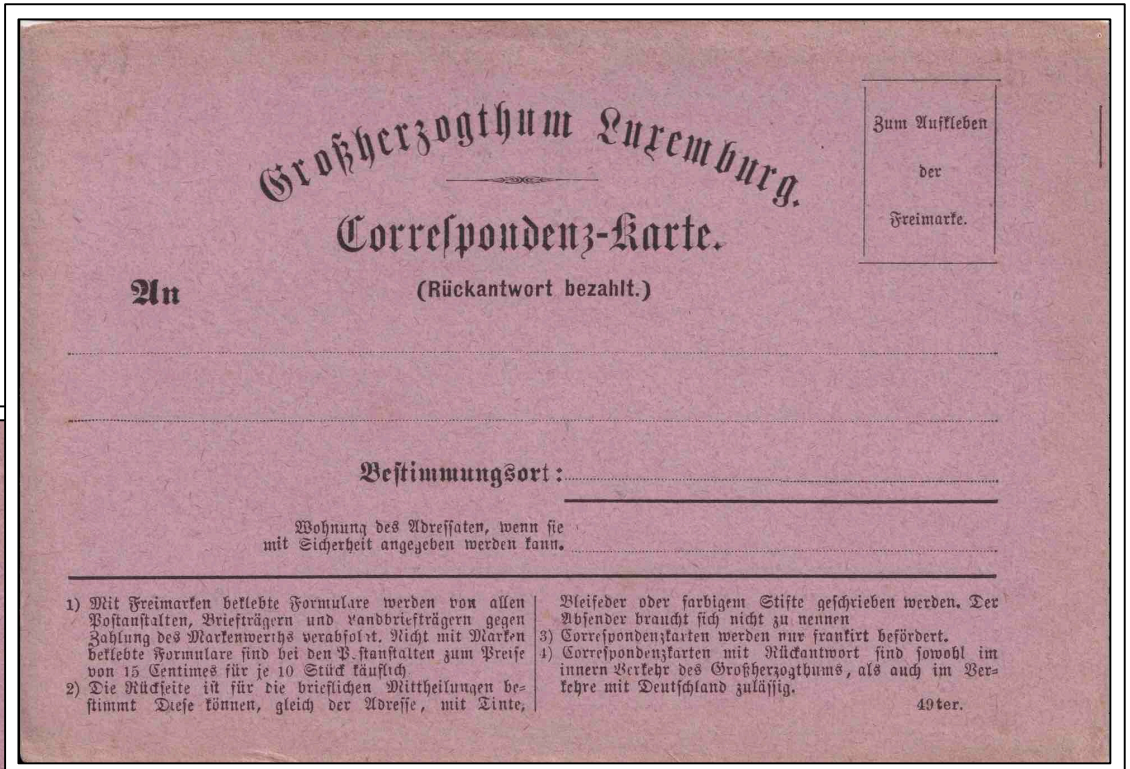 Großherzogthum Luxemburg.
Correspondenz-Karte.
(Rückantwort bezahlt.)
Zum Aufkleben
der
Freimarke.
An
Bestimmungsort:
Wohnung des Adressaten, wenn sie
mit Sicherheit angegeben werden kann.
1) Mit Freimarken beklebte Formulare werden von allen
Postanstalten, Briefträgern und Landbriefträgern gegen
Zahlung des Markenwerths verabfolgt. Nicht mit Marken
beklebte Formulare sind bei den P.stanstalten zum Preise
von 15 Centimes für je 10 Stück käuflich
2) Die Rückseite ist für die brieflichen Mittheilungen be=
stimmt Diese können, gleich der Adresse, mit Tinte,
Bleifeder oder farbigem Stifte geschrieben werden. Der
Absender braucht sich nicht zu nennen
3) Correspondenzkarten werden nur frankirt befördert.
4) Correspondenzkarten mit Rückantwort sind sowohl im
innern Verkehr des Großherzogthums, als auch im Ver=
kehre mit Deutschland zulässig.
49ter.